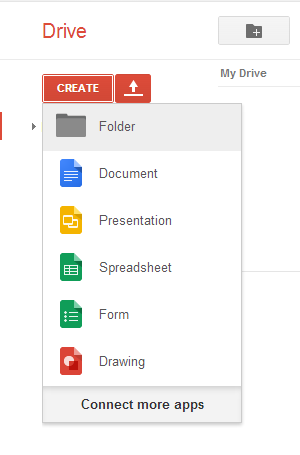 Drive
My Drive
CREATE
Folder
Document
Presentation
Spreadsheet
Form
Drawing
Connect more apps